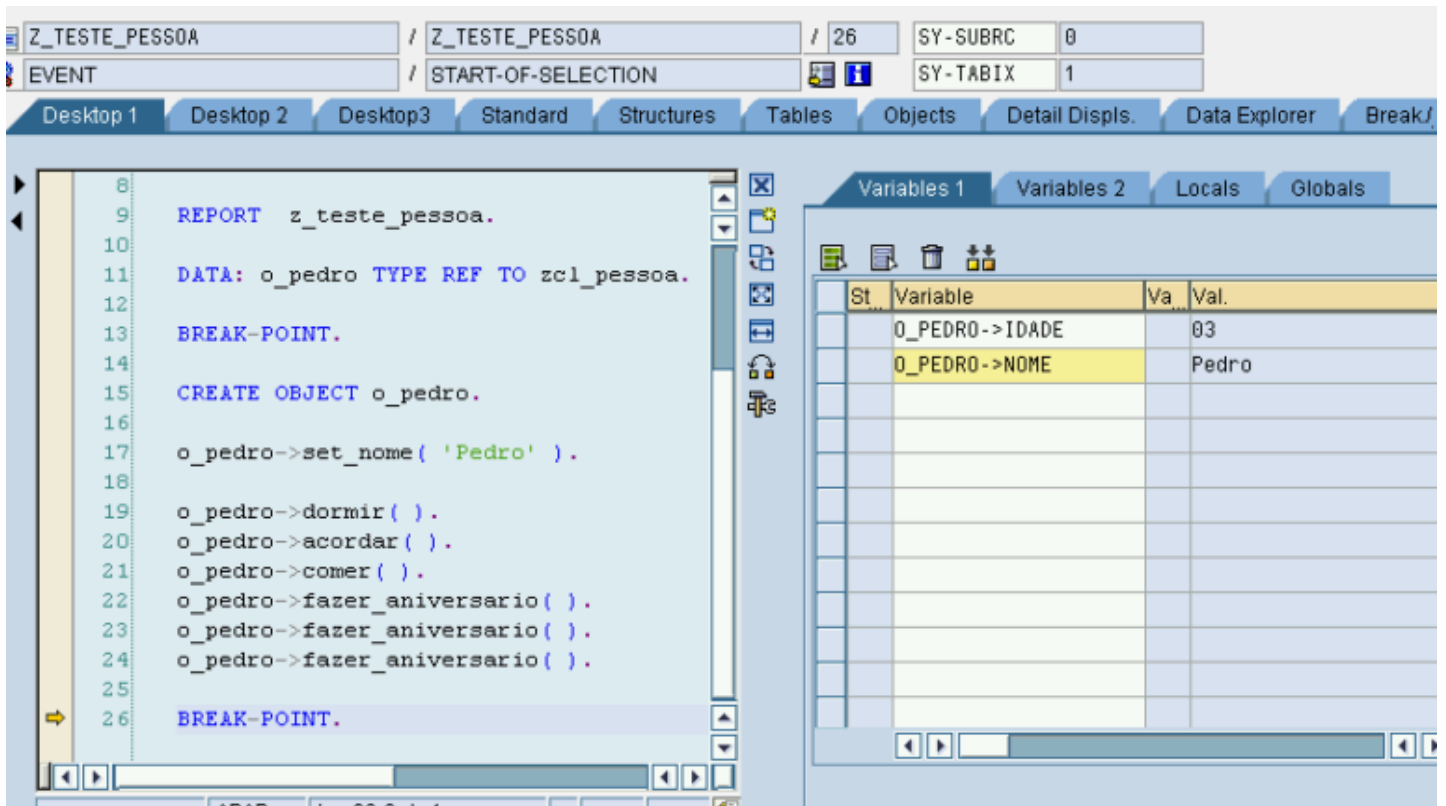 Z_TESTE_PESSOA / Z_TESTE_PESSOA / 26 SY-SUBRC 0
EVENT / START-OF-SELECTION SY-TABIX 1
Desktop 1 Desktop 2 Desktop3 Standard Structures Tables Objects Detail Displs. Data Explorer Break./
Variables 1 Variables 2 Locals Globals
St... Variable Va... Val.
O_PEDRO->IDADE 03
O_PEDRO->NOME Pedro
8
9 REPORT z_teste_pessoa.
10
11 DATA: o_pedro TYPE REF TO zcl_pessoa.
12
13 BREAK-POINT.
14
15 CREATE OBJECT o_pedro.
16
17 o_pedro->set_nome( 'Pedro' ).
18
19 o_pedro->dormir( ).
20 o_pedro->acordar( ).
21 o_pedro->comer( ).
22 o_pedro->fazer_aniversario( ).
23 o_pedro->fazer_aniversario( ).
24 o_pedro->fazer_aniversario( ).
25
26 BREAK-POINT.